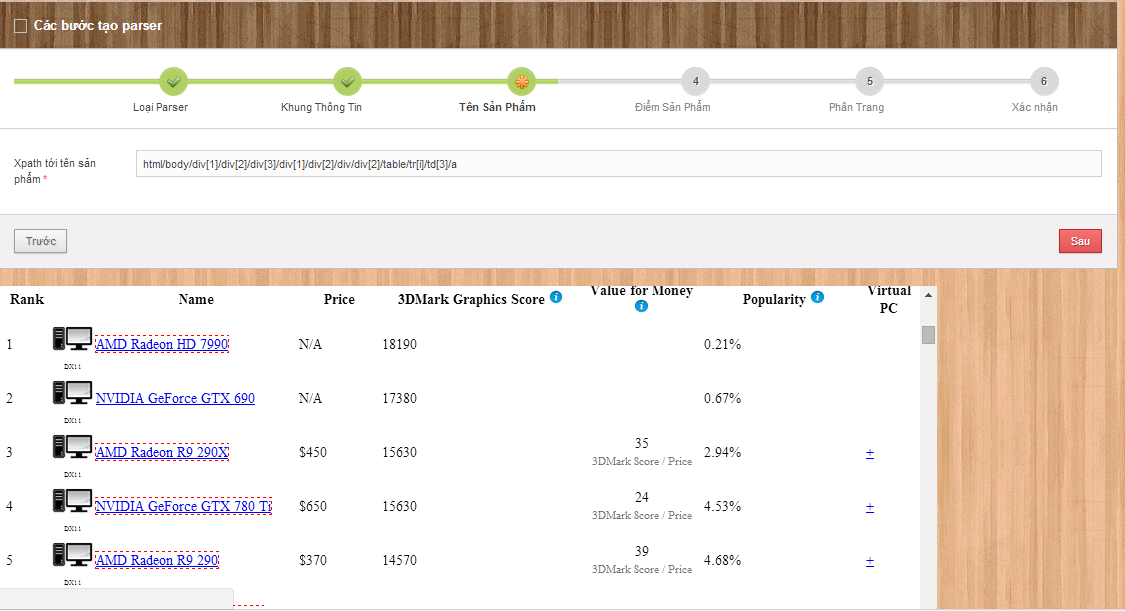 Các bước tạo parser
4 5 6
Loại Parser Khung Thông Tin Tên Sản Phẩm Điểm Sản Phẩm Phân Trang Xác nhận
Xpath tới tên sản
phẩm *
html/body/div[1]/div[2]/div[3]/div[1]/div[2]/div/div[2]/table/tr[i]/td[3]/a
Trước Sau
Rank Name Price 3DMark Graphics Score i Value for Money i Popularity i Virtual PC
1 DX11 AMD Radeon HD 7990 N/A 18190 0.21%
2 DX11 NVIDIA GeForce GTX 690 N/A 17380 0.67%
3 DX11 AMD Radeon R9 290X $450 15630 35 3DMark Score / Price 2.94% +
4 DX11 NVIDIA GeForce GTX 780 Ti $650 15630 24 3DMark Score / Price 4.53% +
5 DX11 AMD Radeon R9 290 $370 14570 39 3DMark Score / Price 4.68% +